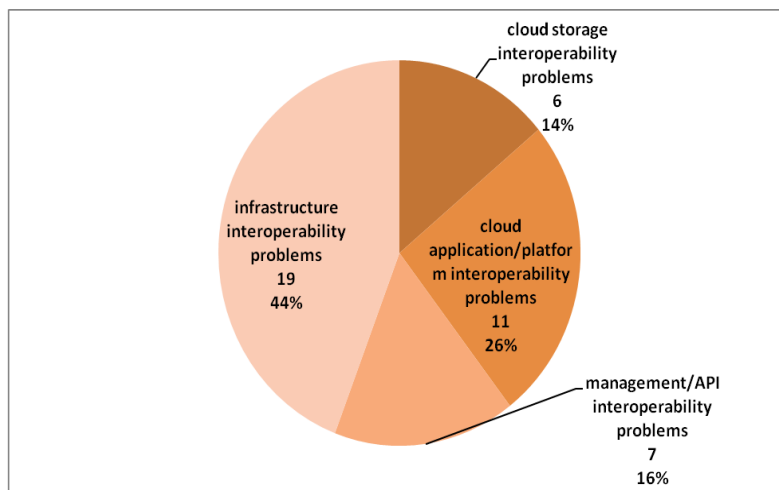 cloud storage
interoperability
problems
6
14%
infrastructure
interoperability
problems
19
44%
cloud
application/platfor
m interoperability
problems
11
26%
management/API
interoperability
problems
7
16%